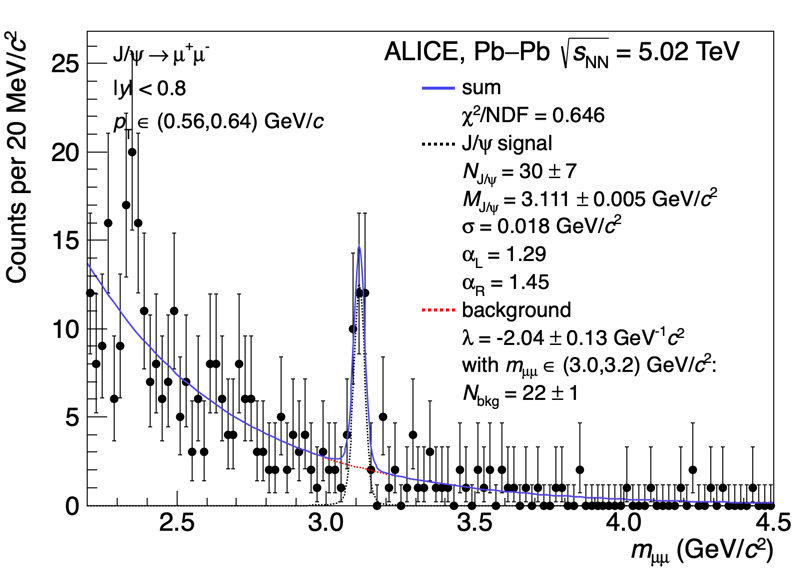 ALICE, Pb–Pb √sNN = 5.02 TeV
J/ψ → μ⁺μ⁻
|y| < 0.8
pT ∈ (0.56,0.64) GeV/c
sum
χ²/NDF = 0.646
J/ψ signal
NJ/ψ = 30 ± 7
MJ/ψ = 3.111 ± 0.005 GeV/c²
σ = 0.018 GeV/c²
αL = 1.29
αR = 1.45
background
λ = -2.04 ± 0.13 GeV⁻¹c²
with mμμ ∈ (3.0,3.2) GeV/c²:
Nbkg = 22 ± 1
Counts per 20 MeV/c²
25
20
15
10
5
0
2.5 3.0 3.5 4.0 4.5
mμμ (GeV/c²)